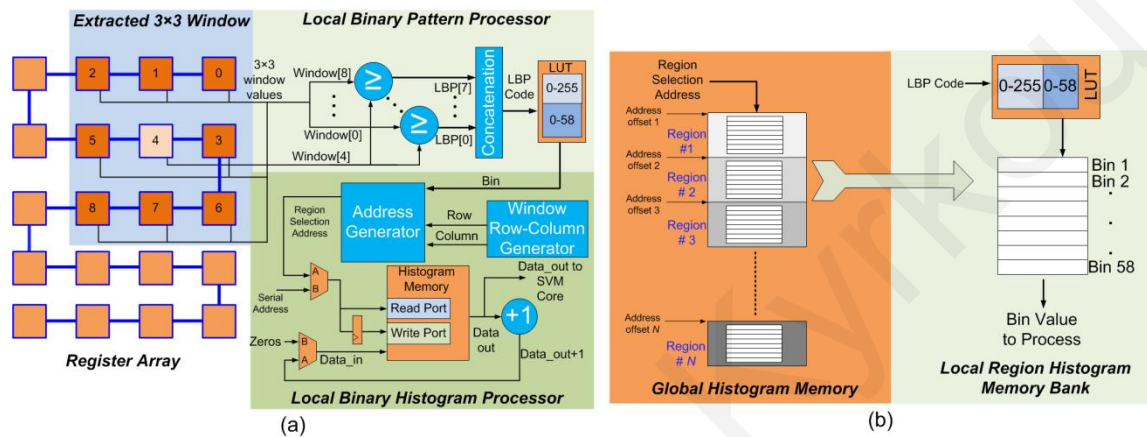 Extracted 3×3 Window
Local Binary Pattern Processor
2
1
0
5
4
3
8
7
6
3×3
window
values
Window[8]
Window[0]
Window[4]
≥
≥
LBP[7]
LBP[0]
Concatenation
LBP
Code
LUT
0-255
0-58
Bin
Region
Selection
Address
Address
Generator
Row
Column
Window
Row-Column
Generator
Serial
Address
A
B
Histogram
Memory
Read Port
Write Port
Data_out to
SVM
Core
+1
Data
out
Data_out+1
Zeros
B
A
Data_in
Register Array
Local Binary Histogram Processor
(a)
Region
Selection
Address
Address
offset 1
Region
#1
Address
offset 2
Region
# 2
Address
offset 3
Region
# 3
Address
offset N
Region
# N
Global Histogram Memory
LBP Code
0-255
0-58
LUT
Bin 1
Bin 2
Bin 58
Bin Value
to Process
Local Region Histogram
Memory Bank
(b)
Kyrkou